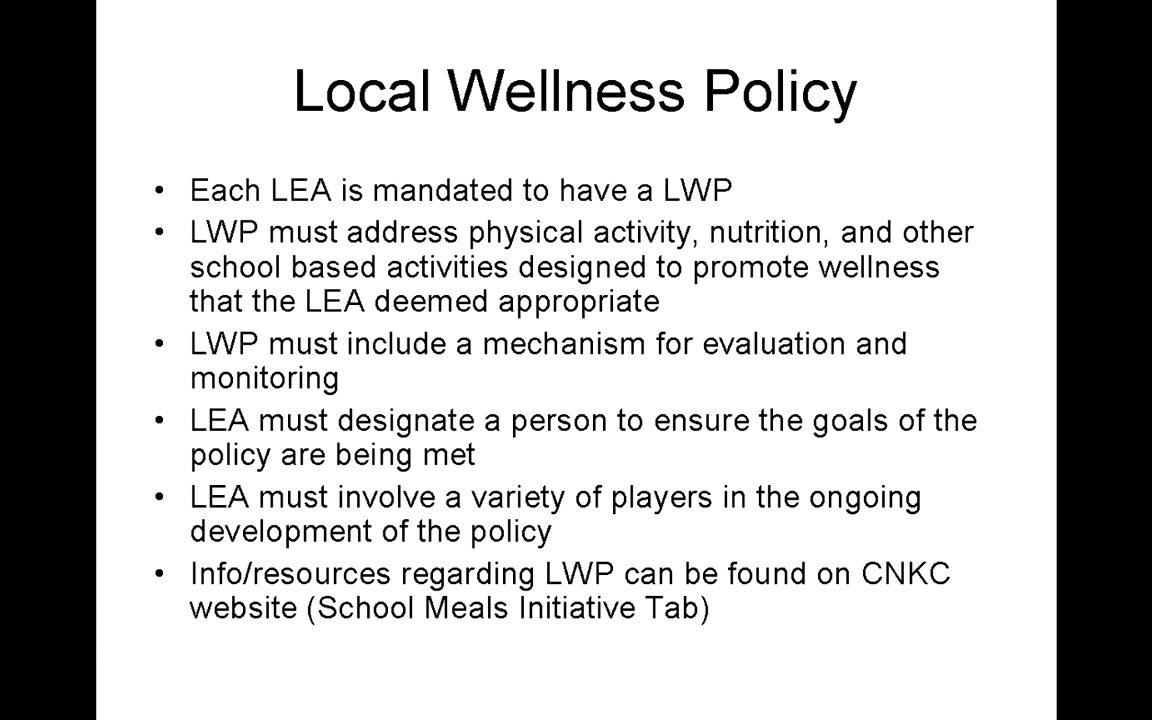 Local Wellness Policy
• Each LEA is mandated to have a LWP
• LWP must address physical activity, nutrition, and other
school based activities designed to promote wellness
that the LEA deemed appropriate
• LWP must include a mechanism for evaluation and
monitoring
• LEA must designate a person to ensure the goals of the
policy are being met
• LEA must involve a variety of players in the ongoing
development of the policy
• Info/resources regarding LWP can be found on CNKC
website (School Meals Initiative Tab)